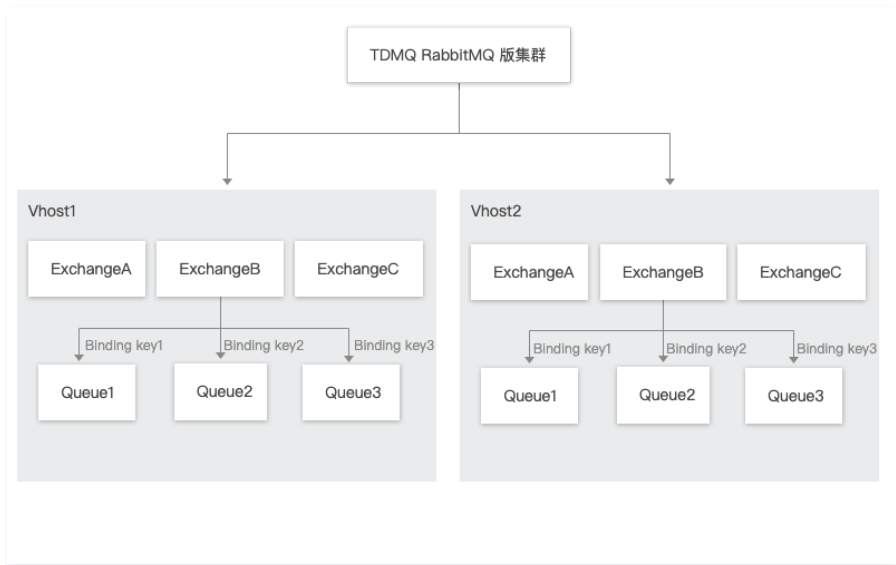 TDMQ RabbitMQ 版集群
Vhost1
ExchangeA
ExchangeB
ExchangeC
Binding key1
Binding key2
Binding key3
Queue1
Queue2
Queue3
Vhost2
ExchangeA
ExchangeB
ExchangeC
Binding key1
Binding key2
Binding key3
Queue1
Queue2
Queue3